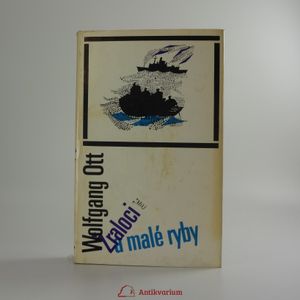 Wolfgang Ott
Žraloci
a malé ryby
Antikvarium